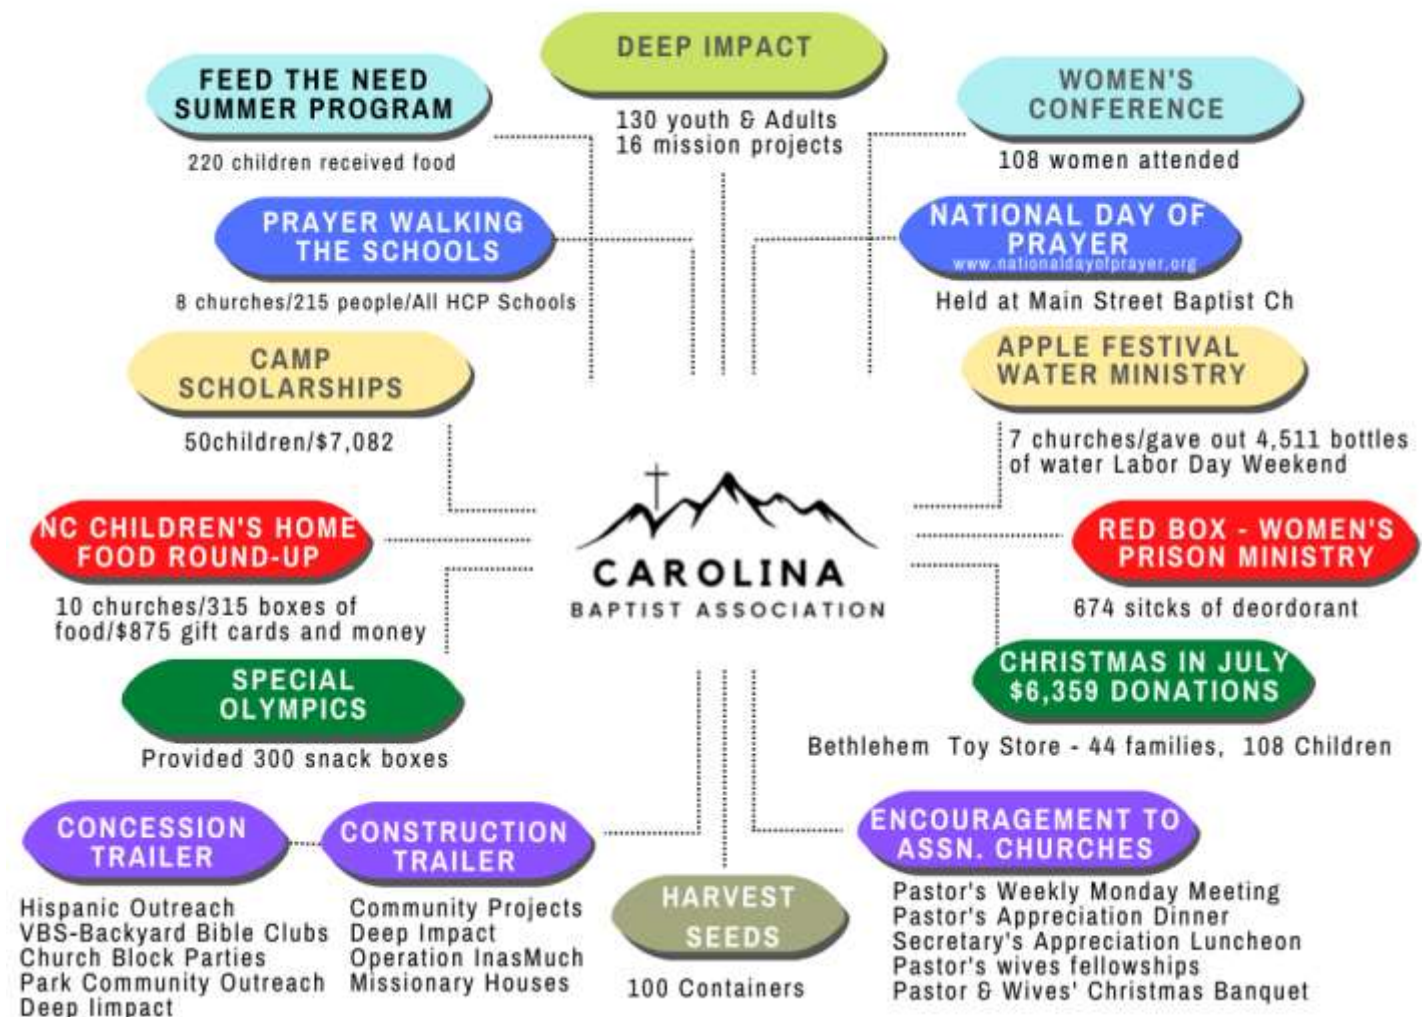 DEEP IMPACT
130 youth & Adults
16 mission projects
FEED THE NEED
SUMMER PROGRAM
220 children received food
WOMEN'S
CONFERENCE
108 women attended
PRAYER WALKING
THE SCHOOLS
8 churches/215 people/All HCP Schools
NATIONAL DAY OF
PRAYER
www.nationaldayofprayer.org
Held at Main Street Baptist Ch
CAMP
SCHOLARSHIPS
50children/$7,082
APPLE FESTIVAL
WATER MINISTRY
7 churches/gave out 4,511 bottles
of water Labor Day Weekend
NC CHILDREN'S HOME
FOOD ROUND-UP
10 churches/315 boxes of
food/$875 gift cards and money
CAROLINA
BAPTIST ASSOCIATION
RED BOX - WOMEN'S
PRISON MINISTRY
674 sitcks of deordorant
SPECIAL
OLYMPICS
Provided 300 snack boxes
CHRISTMAS IN JULY
$6,359 DONATIONS
Bethlehem Toy Store - 44 families, 108 Children
CONCESSION
TRAILER
Hispanic Outreach
VBS-Backyard Bible Clubs
Church Block Parties
Park Community Outreach
Deep Iimpact
CONSTRUCTION
TRAILER
Community Projects
Deep Impact
Operation InasMuch
Missionary Houses
HARVEST
SEEDS
100 Containers
ENCOURAGEMENT TO
ASSN. CHURCHES
Pastor's Weekly Monday Meeting
Pastor's Appreciation Dinner
Secretary's Appreciation Luncheon
Pastor's wives fellowships
Pastor & Wives' Christmas Banquet